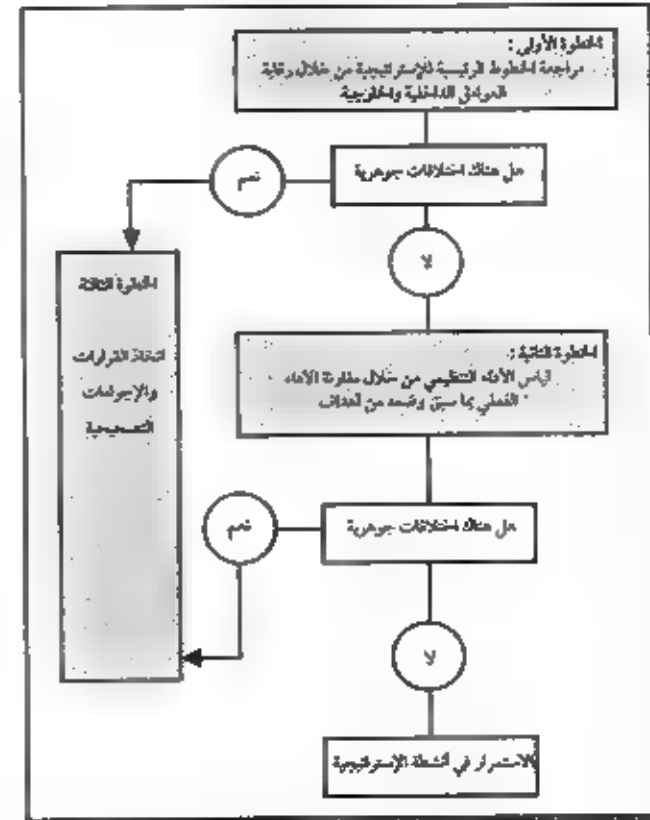 الخطوة الأولى :
مراجعة الخطوط الرئيسية للإستراتيجية من خلال رقابة
العوامل الداخلية والخارجية
هل هناك اختلافات جوهرية
نعم
لا
الخطوة الثالثة
اتخاذ القرارات
والإجراءات
التصحيحية
الخطوة الثانية :
قياس الأداء التنظيمي من خلال مقارنة الأداء
الفعلي بما سبق وضعه من أهداف
هل هناك اختلافات جوهرية
نعم
لا
الاستمرار في أنشطة الإستراتيجية